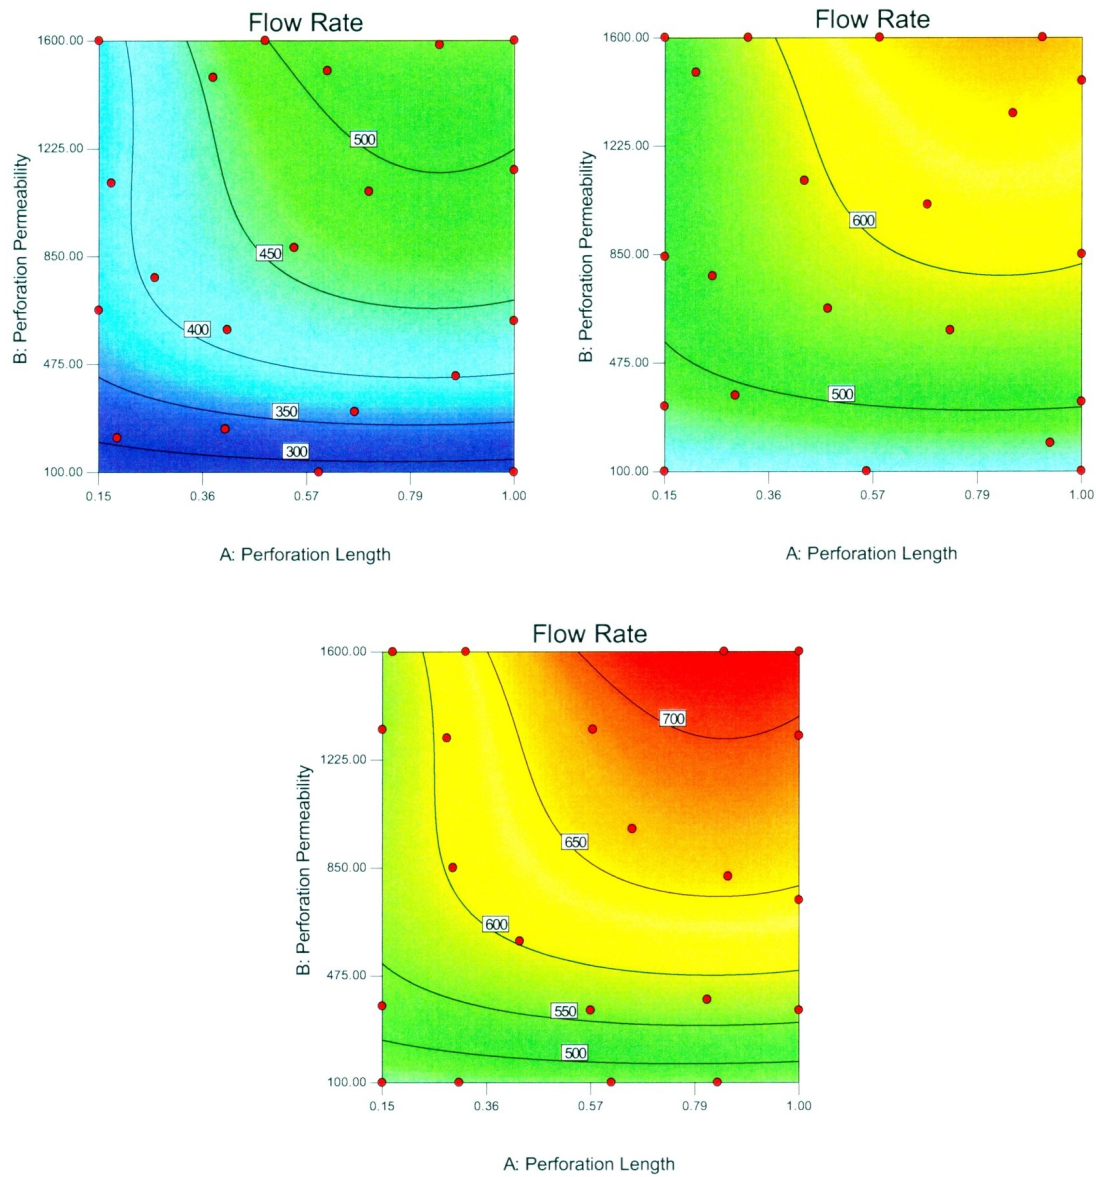 Flow Rate
1600.00
1225.00
850.00
475.00
100.00
B: Perforation Permeability
500
450
400
350
300
0.15 0.36 0.57 0.79 1.00
A: Perforation Length
Flow Rate
1600.00
1225.00
850.00
475.00
100.00
B: Perforation Permeability
600
500
0.15 0.36 0.57 0.79 1.00
A: Perforation Length
Flow Rate
1600.00
1225.00
850.00
475.00
100.00
B: Perforation Permeability
700
650
600
550
500
0.15 0.36 0.57 0.79 1.00
A: Perforation Length